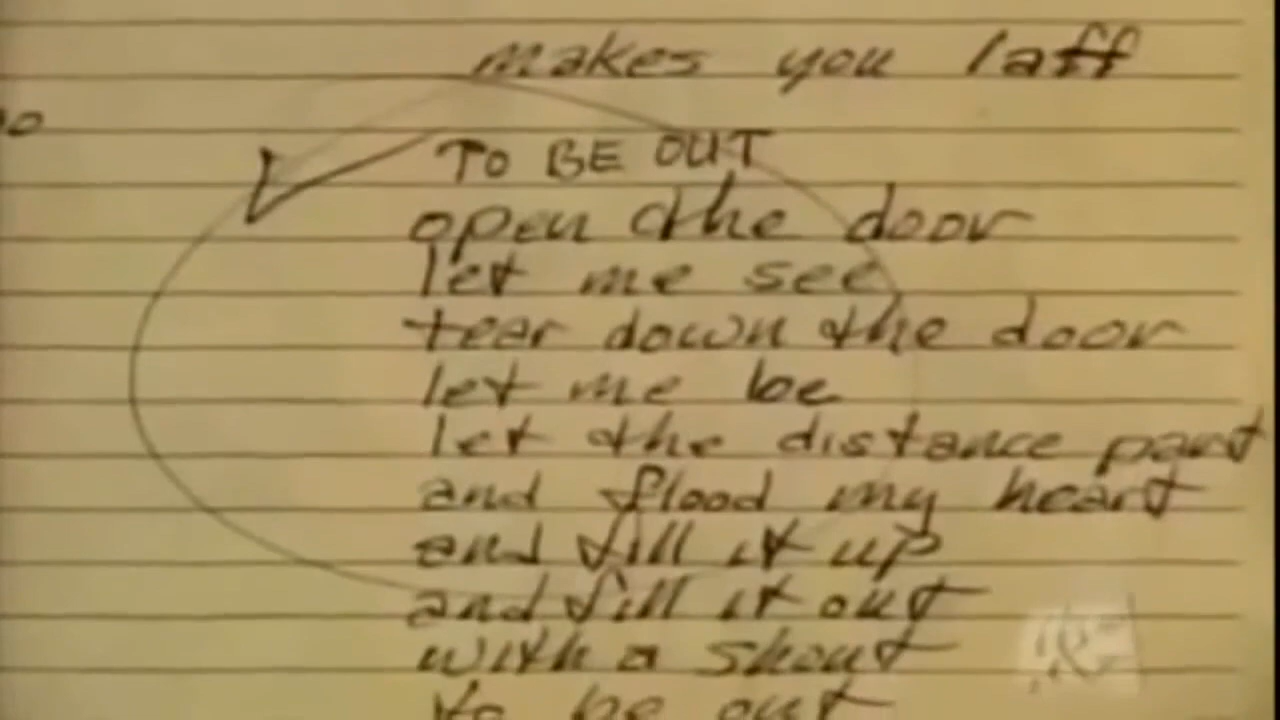 makes you laff
TO BE OUT
open the door
let me see
tear down the door
let me be
let the distance part
and flood my heart
and fill it up
and fill it out
with a shout
to be out